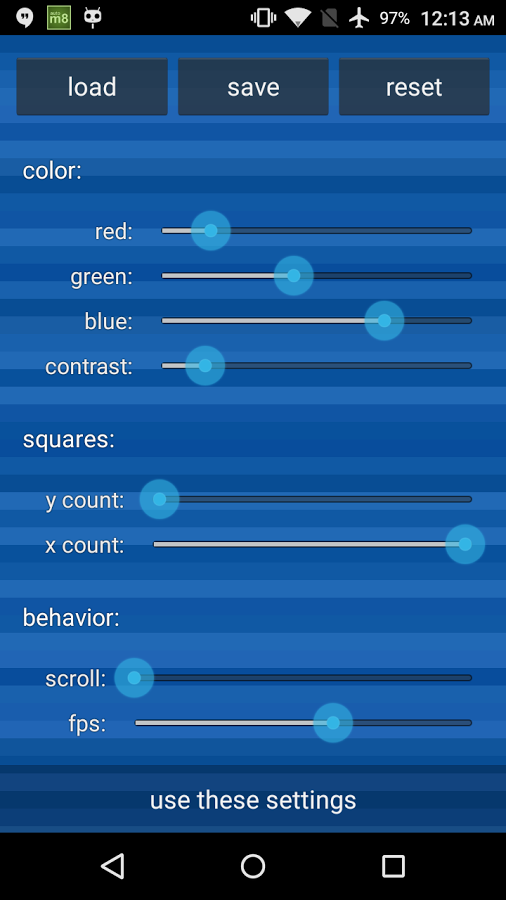 m8 97% 12:13 AM
load save reset
color:
red:
green:
blue:
contrast:
squares:
y count:
x count:
behavior:
scroll:
fps:
use these settings